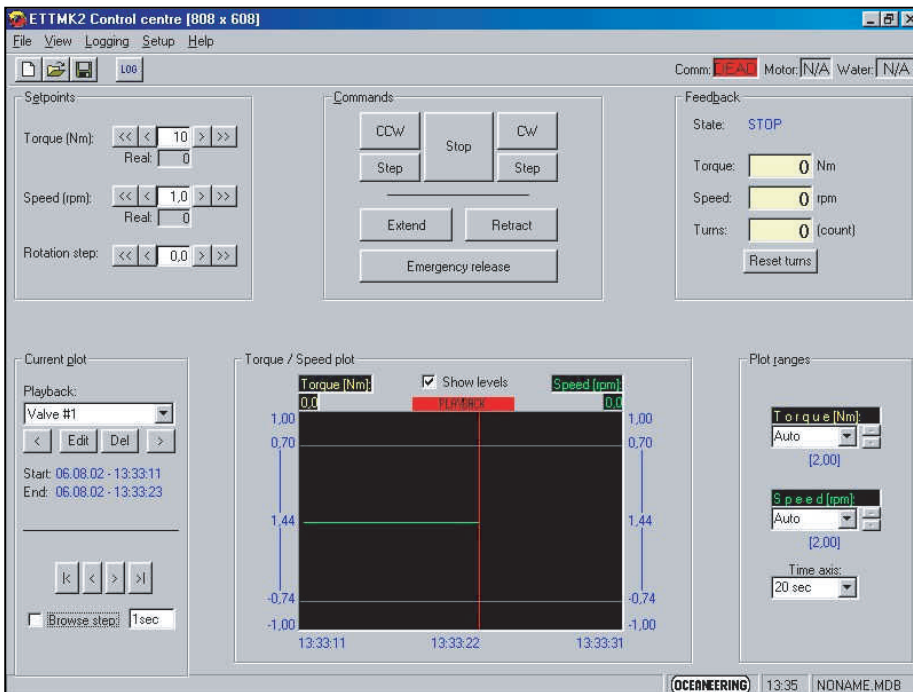 ETTMK2 Control centre [808 x 608]
File View Logging Setup Help
LOG
Comm: DEAD Motor: N/A Water: N/A
Setpoints
Torque (Nm): << < 10 > >>
Real: 0
Speed (rpm): << < 1,0 > >>
Real: 0
Rotation step: << < 0,0 > >>
Commands
CCW Stop CW
Step Step
Extend Retract
Emergency release
Feedback
State: STOP
Torque: 0 Nm
Speed: 0 rpm
Turns: 0 (count)
Reset turns
Current plot
Playback:
Valve #1
< Edit Del >
Start: 06.08.02 - 13:33:11
End: 06.08.02 - 13:33:23
|< < > >|
Browse step: 1sec
Torque / Speed plot
Torque [Nm]: Show levels Speed [rpm]:
0,0 PLAYBACK 0,0
1,00 1,00
0,70 0,70
1,44 1,44
-0,74 -0,74
-1,00 -1,00
13:33:11 13:33:22 13:33:31
Plot ranges
Torque [Nm]:
Auto
[2,00]
Speed [rpm]:
Auto
[2,00]
Time axis:
20 sec
OCEANEERING 13:35 NONAME.MDB